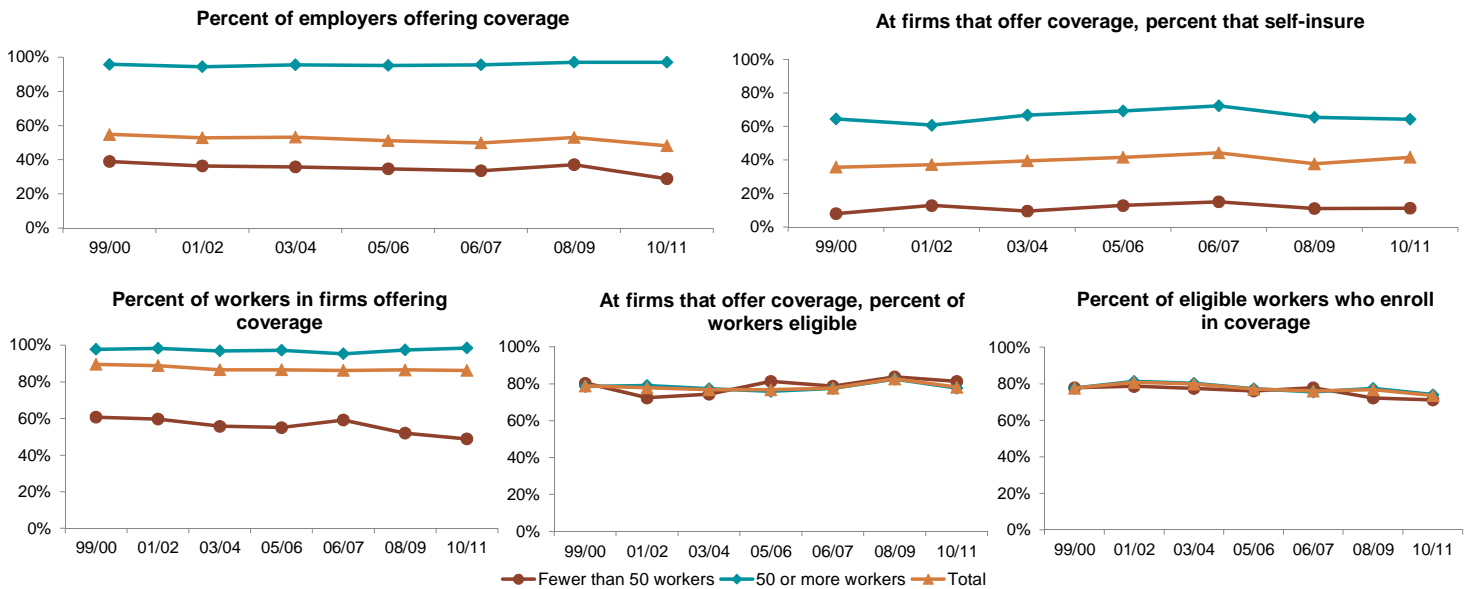 Percent of employers offering coverage
100%
80%
60%
40%
20%
0%
99/00 01/02 03/04 05/06 06/07 08/09 10/11
At firms that offer coverage, percent that self-insure
100%
80%
60%
40%
20%
0%
99/00 01/02 03/04 05/06 06/07 08/09 10/11
Percent of workers in firms offering
coverage
100%
80%
60%
40%
20%
0%
99/00 01/02 03/04 05/06 06/07 08/09 10/11
At firms that offer coverage, percent of
workers eligible
100%
80%
60%
40%
20%
0%
99/00 01/02 03/04 05/06 06/07 08/09 10/11
Percent of eligible workers who enroll
in coverage
100%
80%
60%
40%
20%
0%
99/00 01/02 03/04 05/06 06/07 08/09 10/11
Fewer than 50 workers 50 or more workers Total